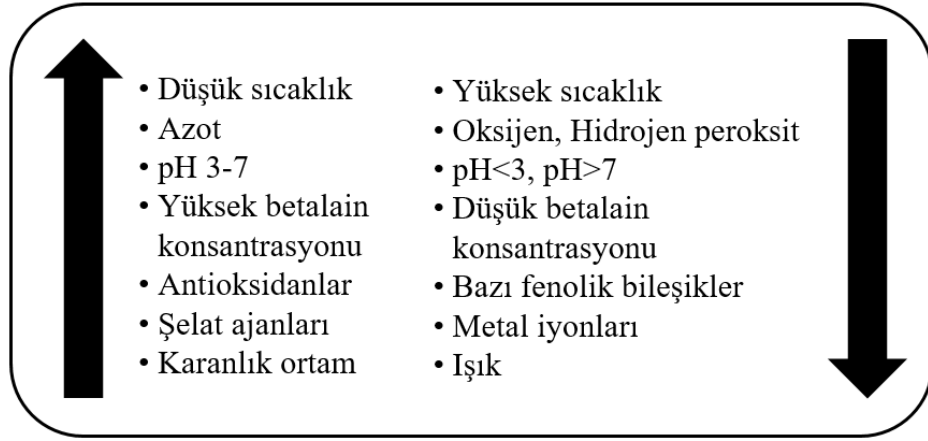 • Düşük sıcaklık
• Azot
• pH 3-7
• Yüksek betalain
konsantrasyonu
• Antioksidanlar
• Şelat ajanları
• Karanlık ortam
• Yüksek sıcaklık
• Oksijen, Hidrojen peroksit
• pH<3, pH>7
• Düşük betalain
konsantrasyonu
• Bazı fenolik bileşikler
• Metal iyonları
• Işık